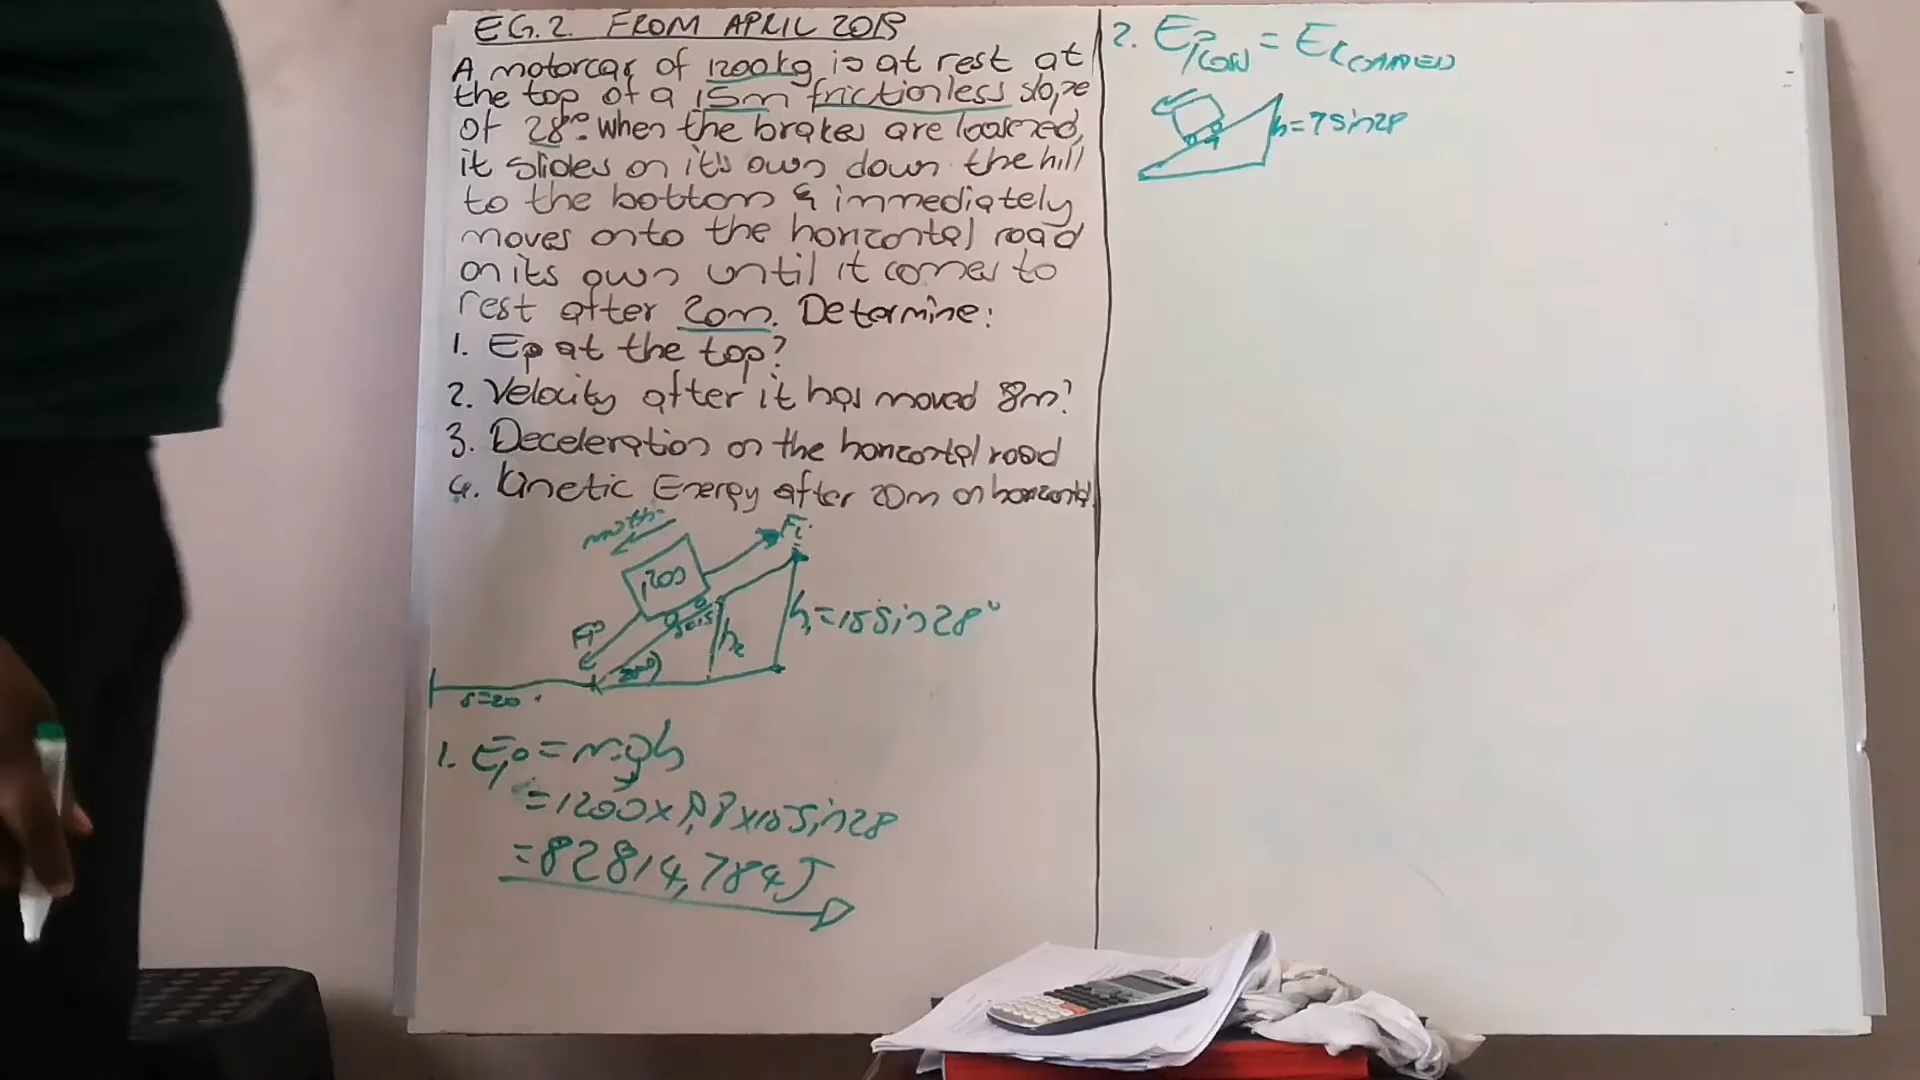 EG.2. FROM APRIL 2019
A motorcar of 1200kg is at rest at
the top of a 15m frictionless slope
of 28°. When the brakes are loosened,
it slides on it's own down the hill
to the bottom & immediately
moves onto the horizontal road
on its own until it comes to
rest after 20m. Determine:
1. Ep at the top?
2. Velocity after it has moved 8m?
3. Deceleration on the horizontal road
4. Kinetic Energy after 20m on horizontal
motion
Fi
1200
h₁=15sin28°
h₂
s=20
1. Ep = mgh
=1200×9,8×15sin28
=82814,784J
2. Ep(LOSS) = Ek(GAINED)
h=7sin28